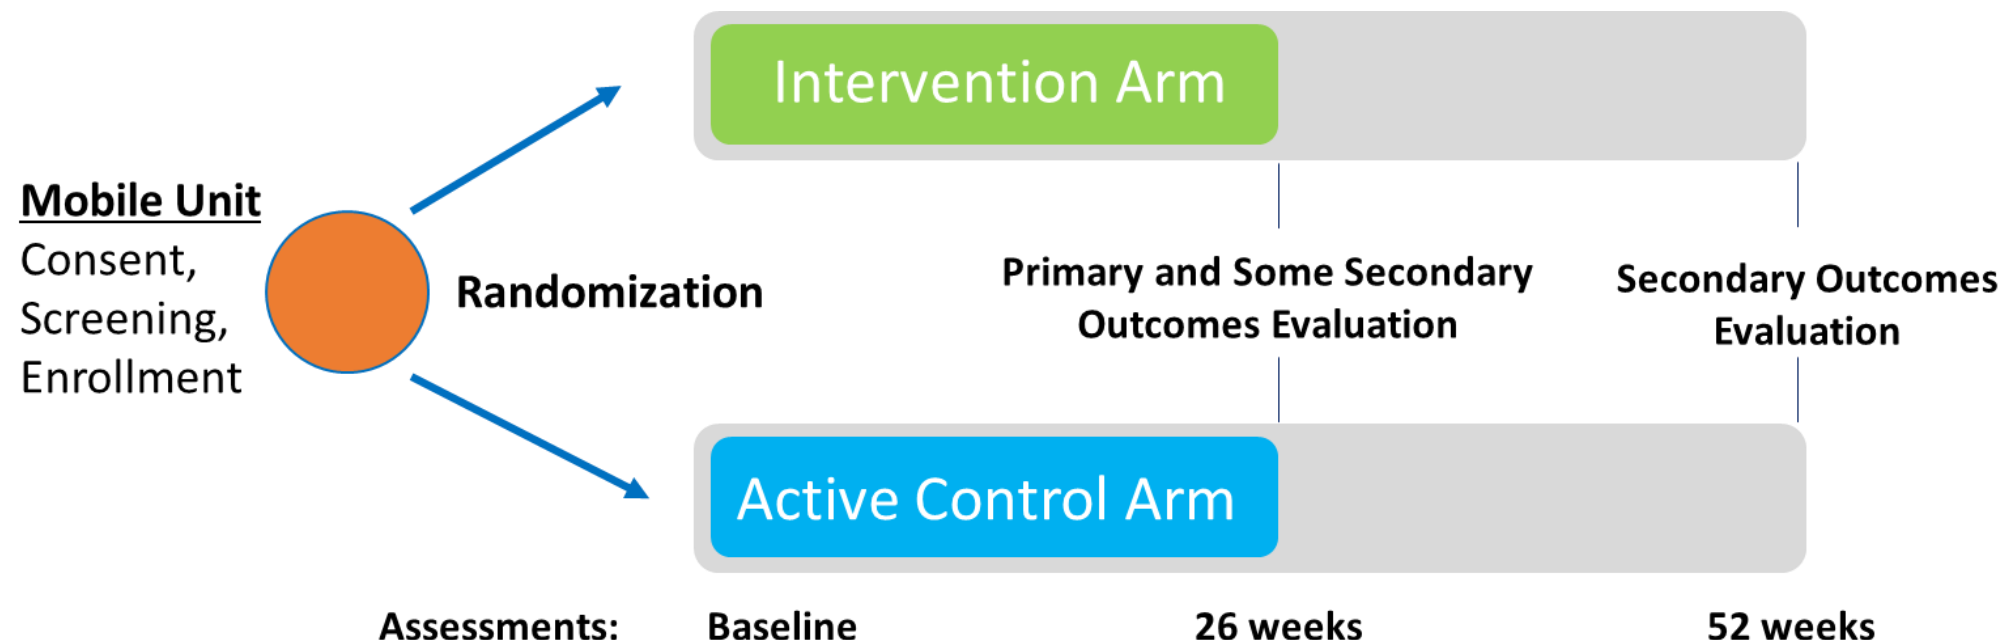 Intervention Arm
Mobile Unit
Consent,
Screening,
Enrollment
Randomization
Primary and Some Secondary
Outcomes Evaluation
Secondary Outcomes
Evaluation
Active Control Arm
Assessments: Baseline 26 weeks 52 weeks